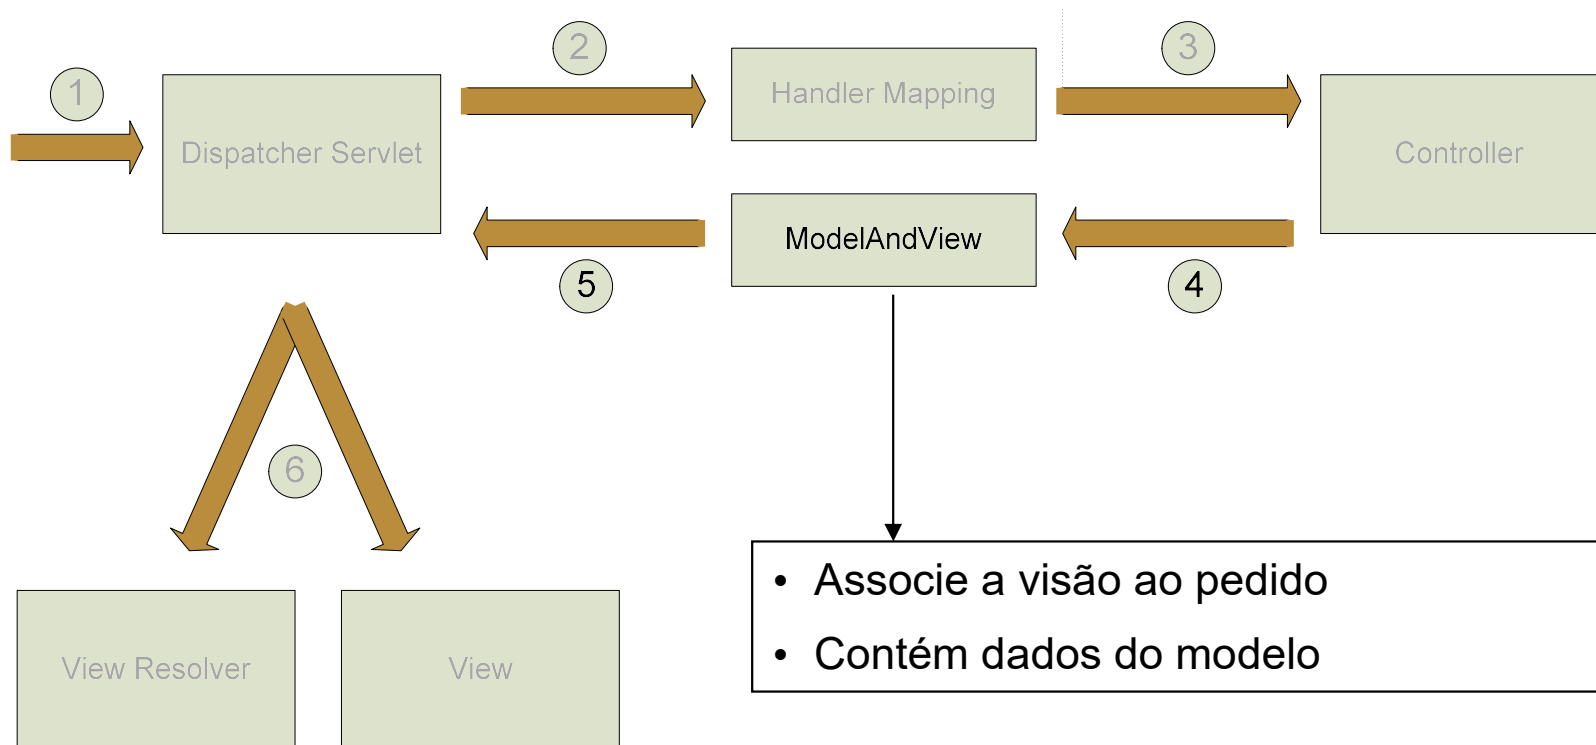 1
2
3
Dispatcher Servlet
Handler Mapping
Controller
ModelAndView
5
4
6
• Associe a visão ao pedido
• Contém dados do modelo
View Resolver
View